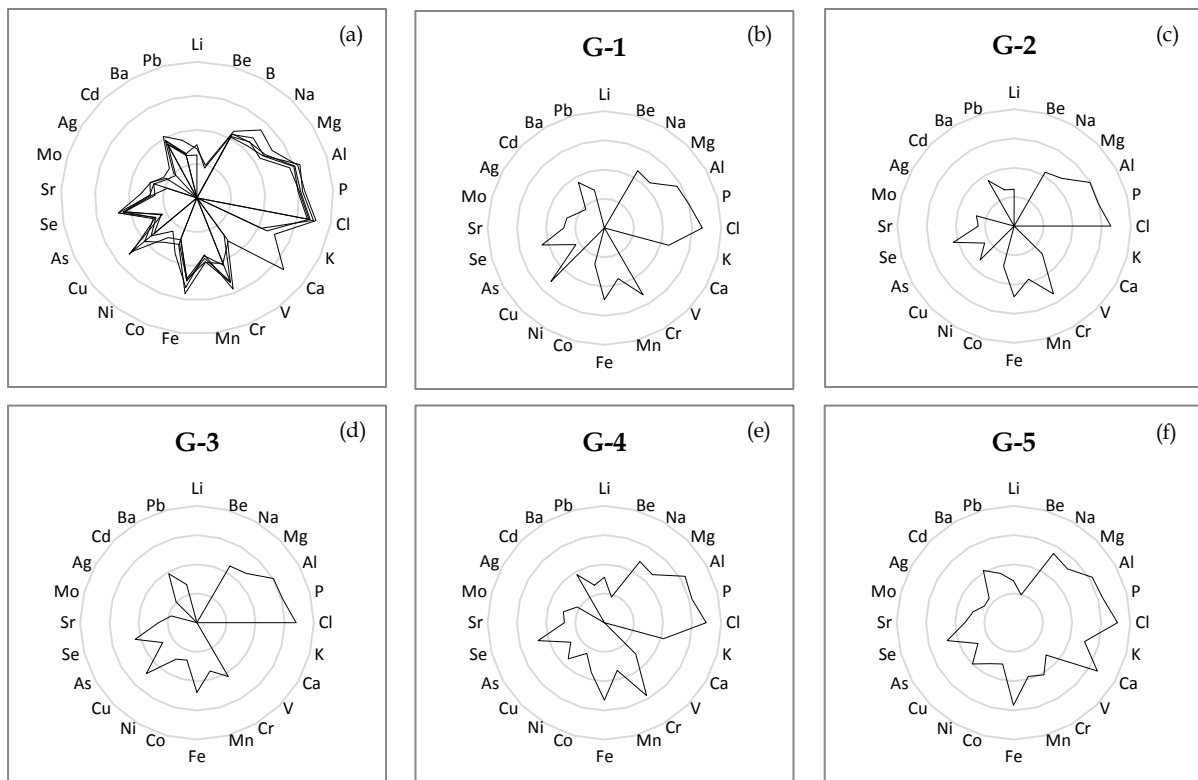 (a)
Li
Be
B
Na
Mg
Al
P
Cl
K
Ca
V
Cr
Mn
Fe
Co
Ni
Cu
As
Se
Sr
Mo
Ag
Cd
Ba
Pb
(b)
G-1
Li
Be
Na
Mg
Al
P
Cl
K
Ca
V
Cr
Mn
Fe
Co
Ni
Cu
As
Se
Sr
Mo
Ag
Cd
Ba
Pb
(c)
G-2
Li
Be
Na
Mg
Al
P
Cl
K
Ca
V
Cr
Mn
Fe
Co
Ni
Cu
As
Se
Sr
Mo
Ag
Cd
Ba
Pb
(d)
G-3
Li
Be
Na
Mg
Al
P
Cl
K
Ca
V
Cr
Mn
Fe
Co
Ni
Cu
As
Se
Sr
Mo
Ag
Cd
Ba
Pb
(e)
G-4
Li
Be
Na
Mg
Al
P
Cl
K
Ca
V
Cr
Mn
Fe
Co
Ni
Cu
As
Se
Sr
Mo
Ag
Cd
Ba
Pb
(f)
G-5
Li
Be
Na
Mg
Al
P
Cl
K
Ca
V
Cr
Mn
Fe
Co
Ni
Cu
As
Se
Sr
Mo
Ag
Cd
Ba
Pb